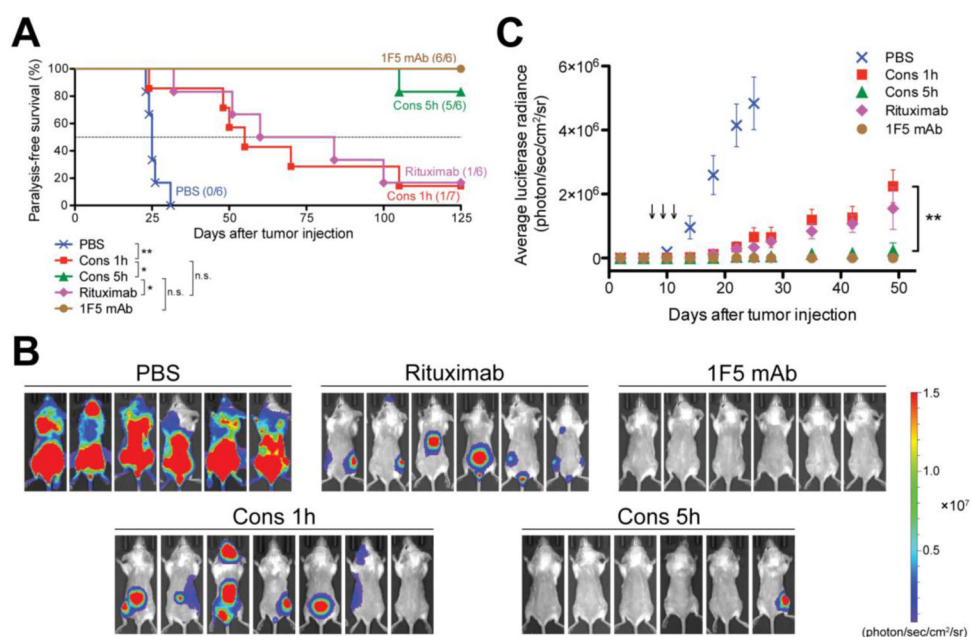 A
Paralysis-free survival (%)
100
80
60
40
20
0
1F5 mAb (6/6)
Cons 5h (5/6)
Rituximab (1/6)
Cons 1h (1/7)
PBS (0/6)
0 25 50 75 100 125
Days after tumor injection
PBS
Cons 1h
Cons 5h
Rituximab
1F5 mAb
**
*
*
n.s.
n.s.
C
Average luciferase radiance
(photon/sec/cm²/sr)
6×10⁶
4×10⁶
2×10⁶
0
0 10 20 30 40 50
Days after tumor injection
PBS
Cons 1h
Cons 5h
Rituximab
1F5 mAb
**
B
PBS Rituximab 1F5 mAb
Cons 1h Cons 5h
1.5
1.0
×10⁷
0.5
(photon/sec/cm²/sr)